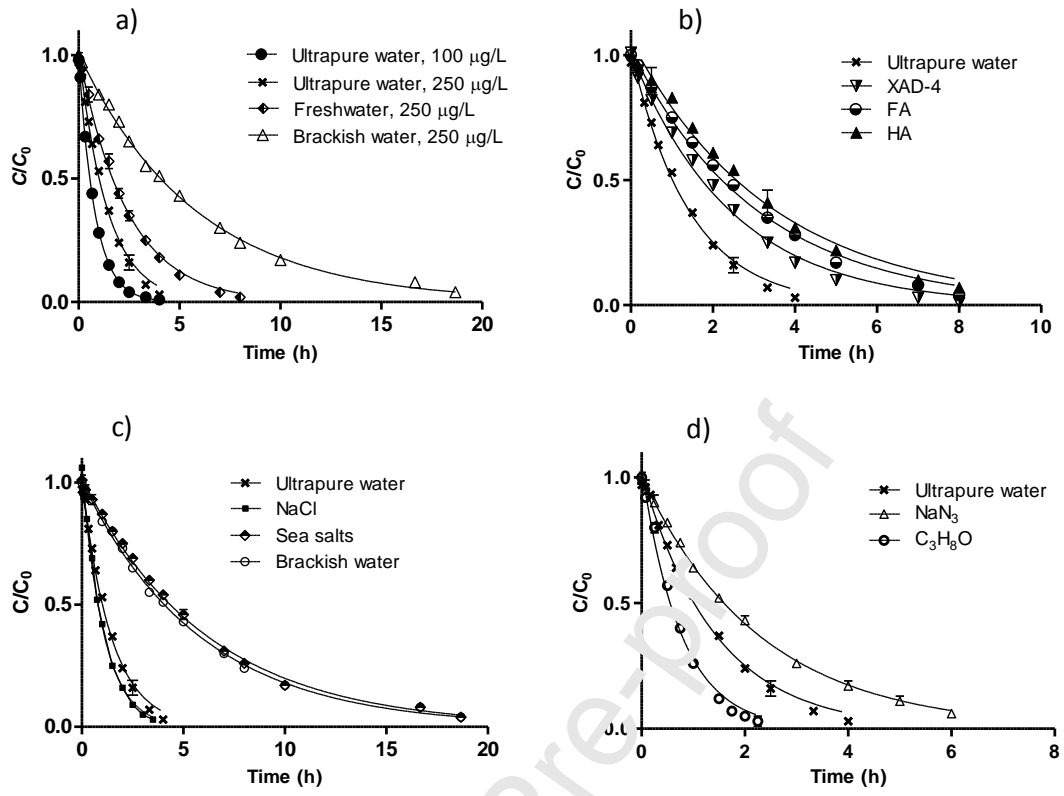 a)
Ultrapure water, 100 µg/L
Ultrapure water, 250 µg/L
Freshwater, 250 µg/L
Brackish water, 250 µg/L
C/C0
1.0
0.5
0.0
0 5 10 15 20
Time (h)
b)
Ultrapure water
XAD-4
FA
HA
C/C0
1.0
0.5
0.0
0 2 4 6 8 10
Time (h)
c)
Ultrapure water
NaCl
Sea salts
Brackish water
C/C0
1.0
0.5
0.0
0 5 10 15 20
Time (h)
d)
Ultrapure water
NaN3
C3H8O
C/C0
1.0
0.5
0.0
0 2 4 6 8
Time (h)
Pre-proof